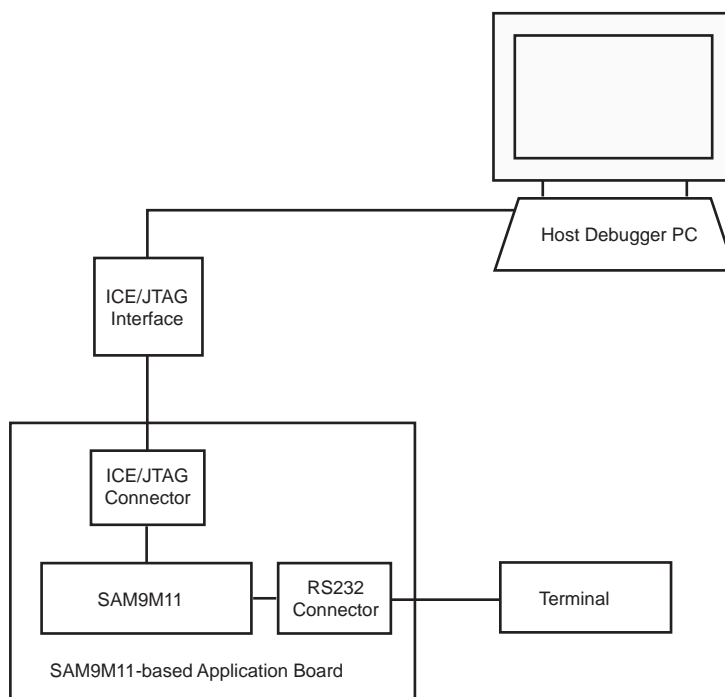 Host Debugger PC
ICE/JTAG
Interface
ICE/JTAG
Connector
SAM9M11
RS232
Connector
Terminal
SAM9M11-based Application Board